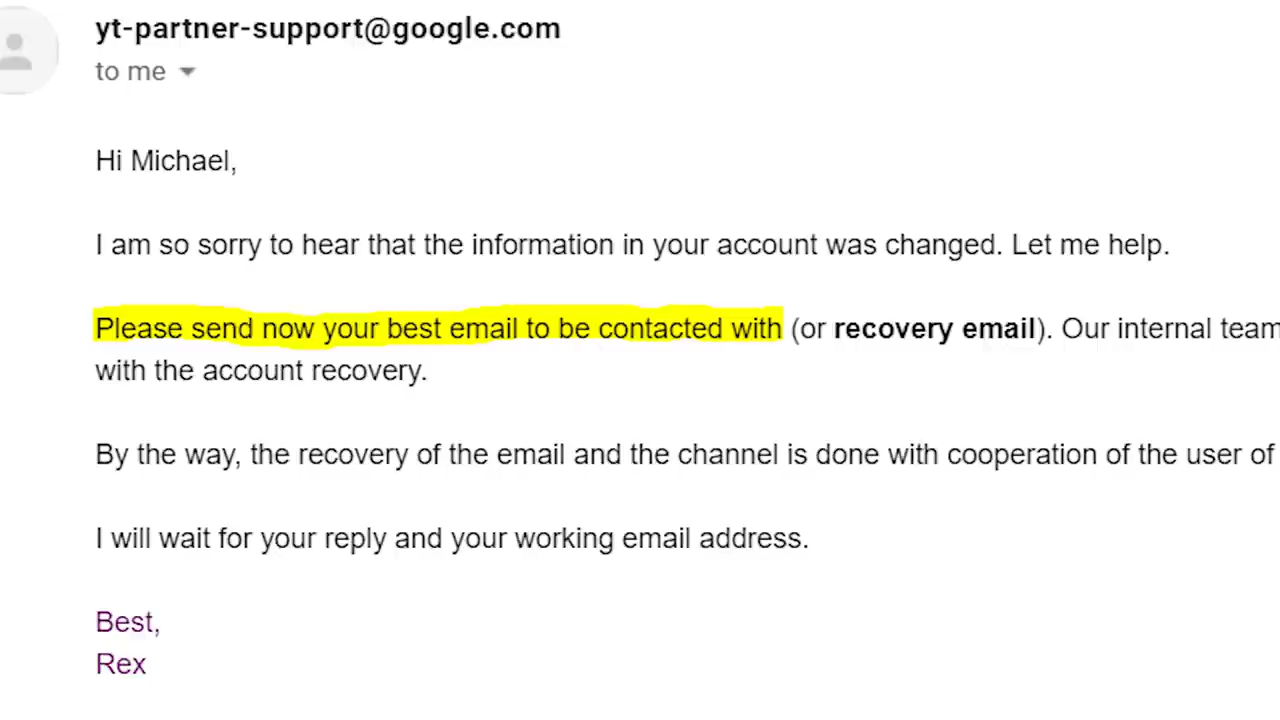 yt-partner-support@google.com
to me
Hi Michael,
I am so sorry to hear that the information in your account was changed. Let me help.
Please send now your best email to be contacted with (or recovery email). Our internal team
with the account recovery.
By the way, the recovery of the email and the channel is done with cooperation of the user of
I will wait for your reply and your working email address.
Best,
Rex